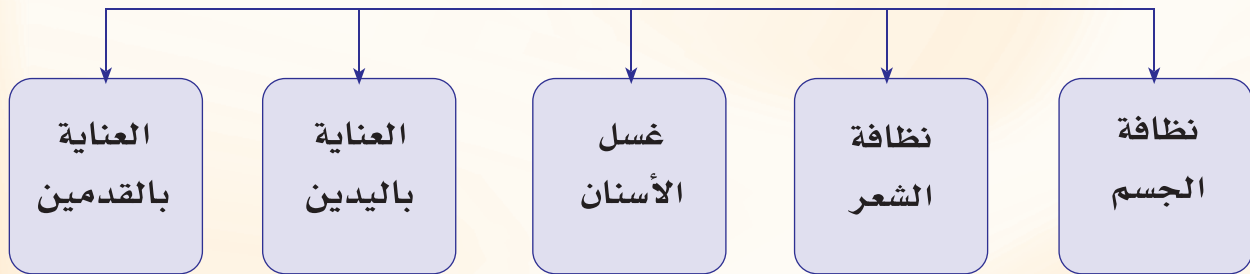 نظافة
الجسم
نظافة
الشعر
غسل
الأسنان
العناية
باليدين
العناية
بالقدمين